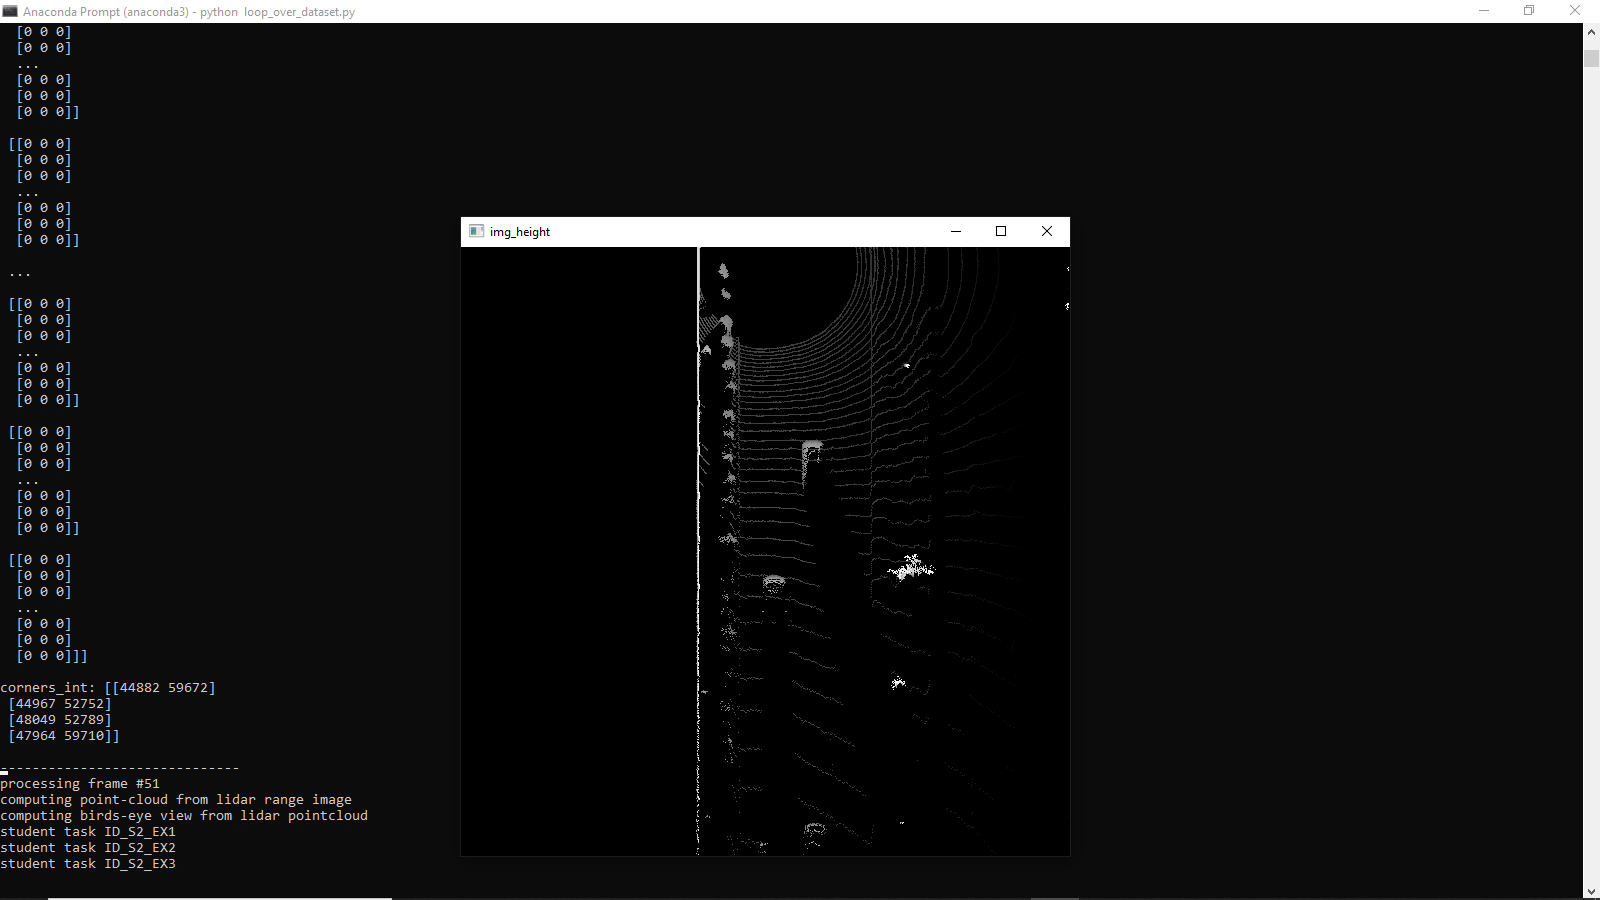 Anaconda Prompt (anaconda3) - python  loop_over_dataset.py
  [0 0 0]
  [0 0 0]
  ...
  [0 0 0]
  [0 0 0]
  [0 0 0]]
 [[0 0 0]
  [0 0 0]
  [0 0 0]
  ...
  [0 0 0]
  [0 0 0]
  [0 0 0]]
 ...
 [[0 0 0]
  [0 0 0]
  [0 0 0]
  ...
  [0 0 0]
  [0 0 0]
  [0 0 0]]
 [[0 0 0]
  [0 0 0]
  [0 0 0]
  ...
  [0 0 0]
  [0 0 0]
  [0 0 0]]
 [[0 0 0]
  [0 0 0]
  [0 0 0]
  ...
  [0 0 0]
  [0 0 0]
  [0 0 0]]]
corners_int: [[44882 59672]
 [44967 52752]
 [48049 52789]
 [47964 59710]]
------------------------------
processing frame #51
computing point-cloud from lidar range image
computing birds-eye view from lidar pointcloud
student task ID_S2_EX1
student task ID_S2_EX2
student task ID_S2_EX3
img_height